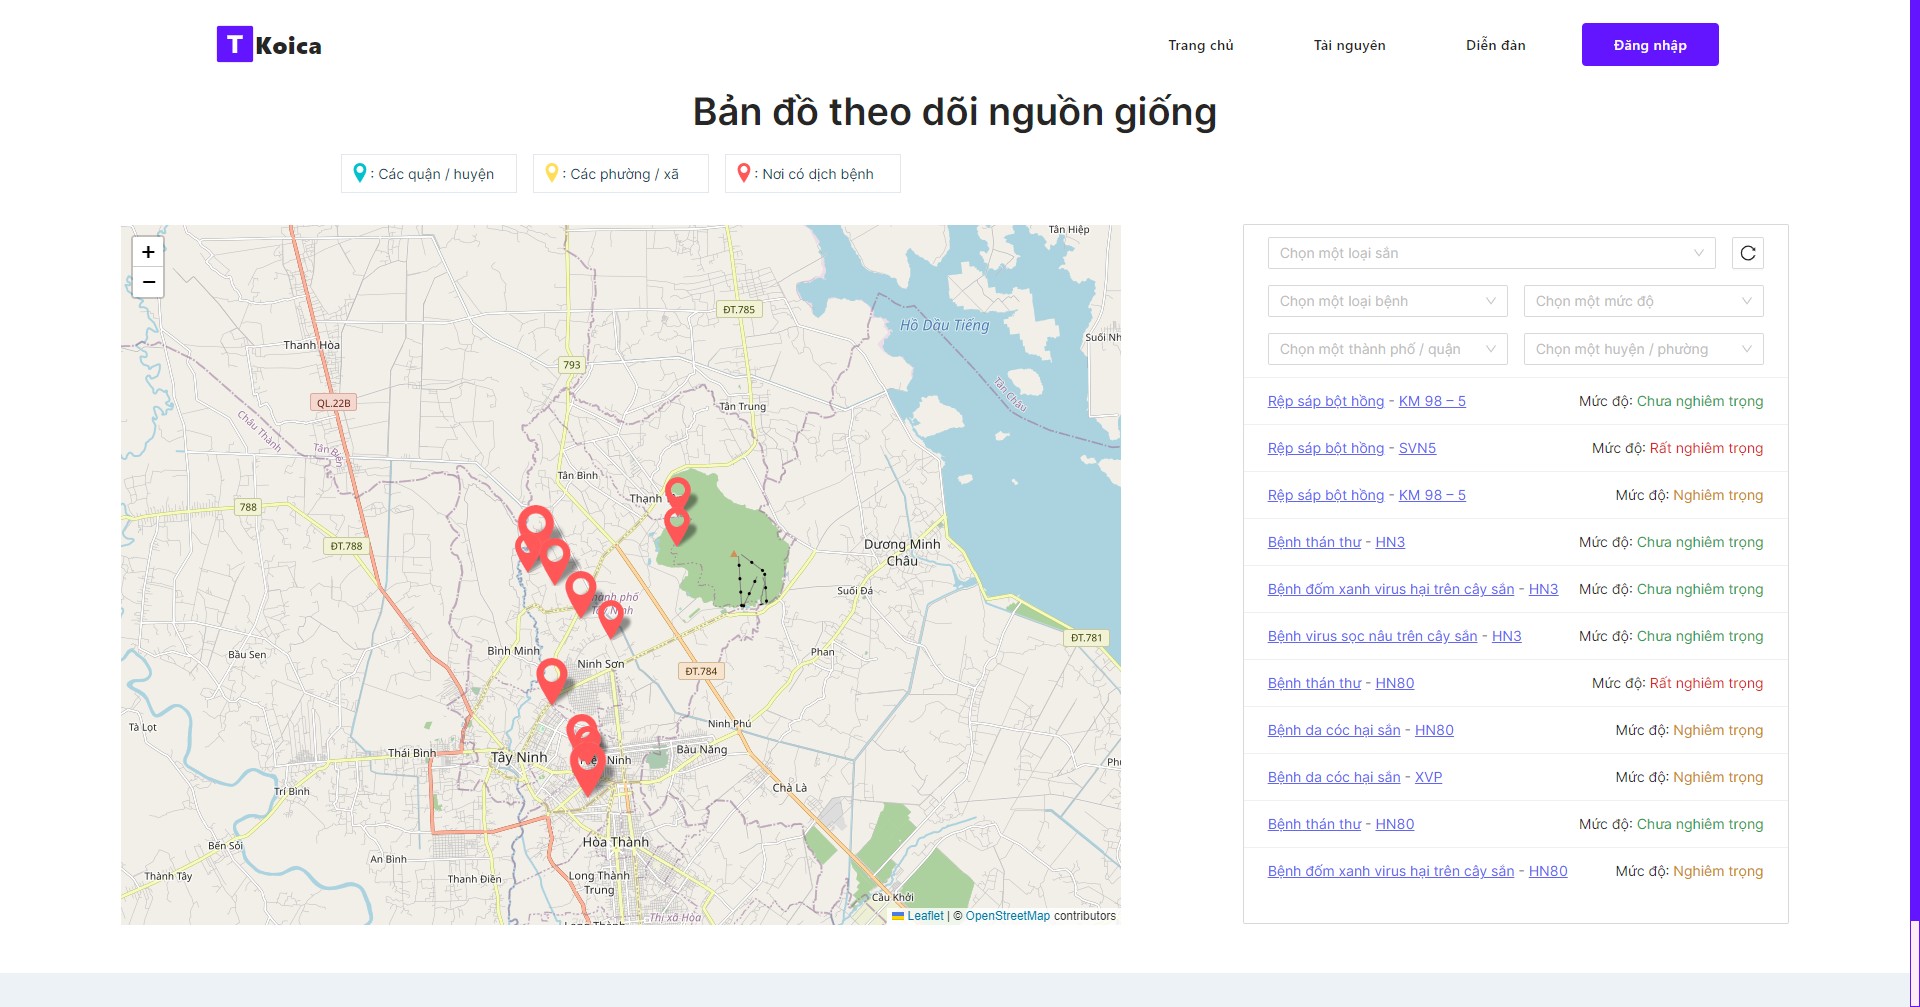 T Koica
Trang chủ
Tài nguyên
Diễn đàn
Đăng nhập
Bản đồ theo dõi nguồn giống
: Các quận / huyện
: Các phường / xã
: Nơi có dịch bệnh
+
−
Tân Hiệp
ĐT.785
Hồ Dầu Tiếng
Thanh Hòa
793
QL.22B
Tân Châu
Châu Thành
Tân Biên
Tân Trung
Tân Bình
Thạnh
788
ĐT.788
Dương Minh
Châu
Suối Đá
ĐT.781
Bàu Sen
Bình Minh
Ninh Sơn
Phan
ĐT.784
Tà Lọt
Ninh Phú
Thái Bình
Tây Ninh
Ninh
Bàu Năng
Trí Bình
Chà Là
Bến Sỏi
Hòa Thành
An Bình
Thành Tây
Thanh Điền
Long Thành
Trung
Cầu Khởi
Thị xã Hòa
Leaflet | © OpenStreetMap contributors
Chọn một loại sắn
Chọn một loại bệnh
Chọn một mức độ
Chọn một thành phố / quận
Chọn một huyện / phường
Rệp sáp bột hồng - KM 98 – 5 Mức độ: Chưa nghiêm trọng
Rệp sáp bột hồng - SVN5 Mức độ: Rất nghiêm trọng
Rệp sáp bột hồng - KM 98 – 5 Mức độ: Nghiêm trọng
Bệnh thán thư - HN3 Mức độ: Chưa nghiêm trọng
Bệnh đốm xanh virus hại trên cây sắn - HN3 Mức độ: Chưa nghiêm trọng
Bệnh virus sọc nâu trên cây sắn - HN3 Mức độ: Chưa nghiêm trọng
Bệnh thán thư - HN80 Mức độ: Rất nghiêm trọng
Bệnh da cóc hại sắn - HN80 Mức độ: Nghiêm trọng
Bệnh da cóc hại sắn - XVP Mức độ: Nghiêm trọng
Bệnh thán thư - HN80 Mức độ: Chưa nghiêm trọng
Bệnh đốm xanh virus hại trên cây sắn - HN80 Mức độ: Nghiêm trọng